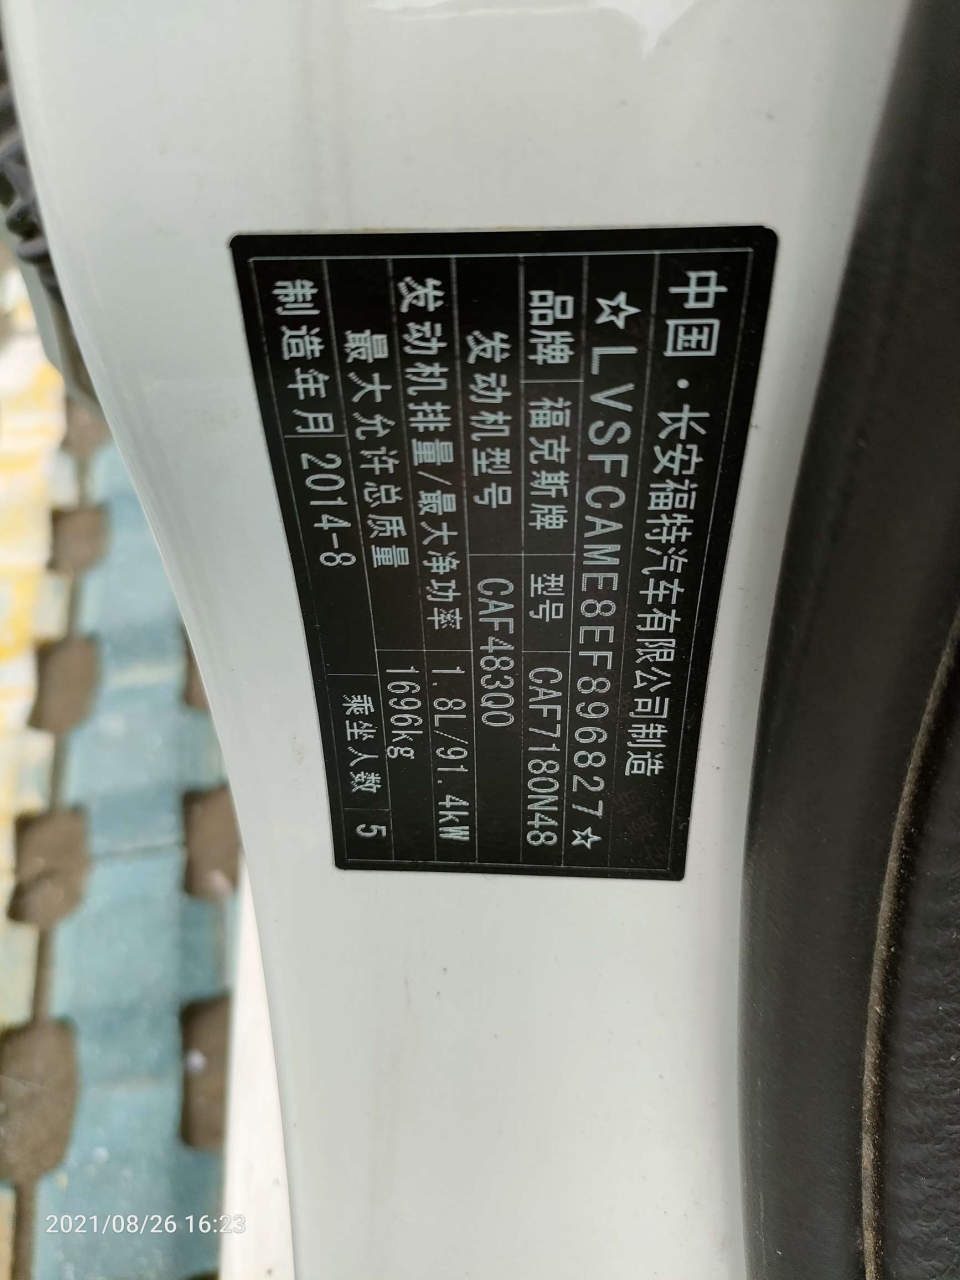 中国·长安福特汽车有限公司制造
☆LVSFCAME8EF896827☆
品牌 福克斯牌 型号 CAF7180N48
发动机型号 CAF483Q0
发动机排量/最大净功率 1.8L/91.4kW
最大允许总质量 1696kg
制造年月 2014-8 乘坐人数 5
2021/08/26 16:23